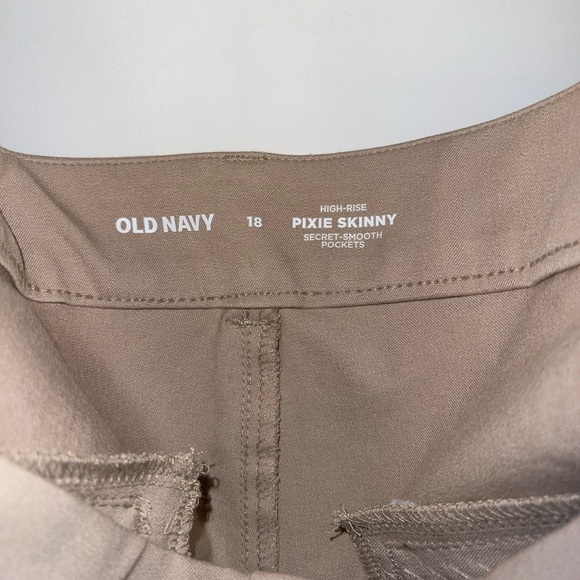 OLD NAVY
18
HIGH-RISE
PIXIE SKINNY
SECRET-SMOOTH
POCKETS